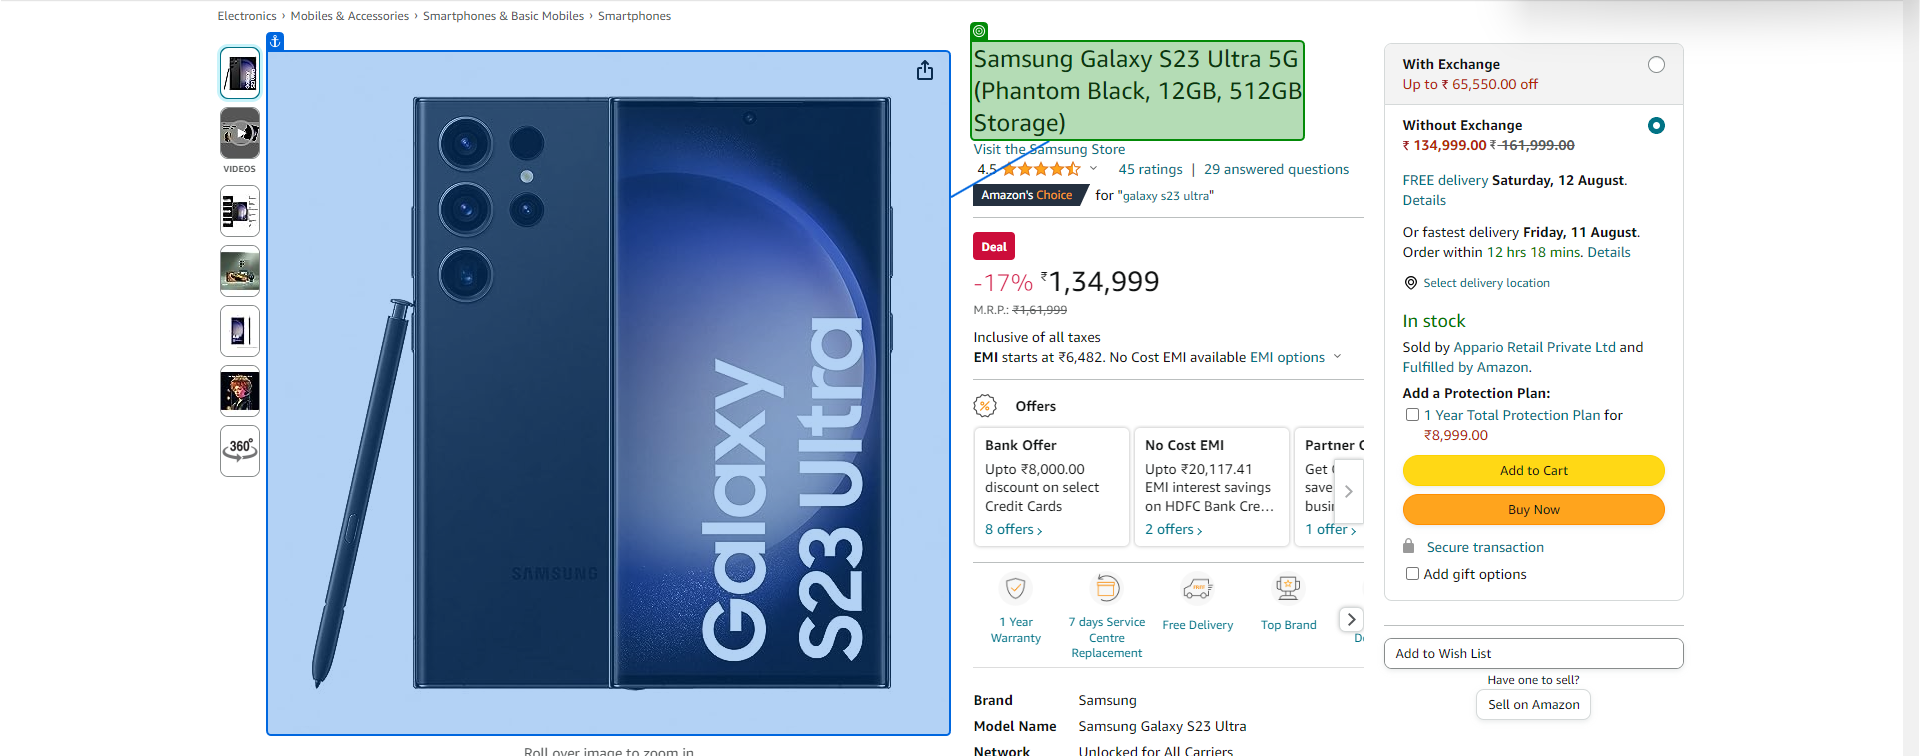 Electronics › Mobiles & Accessories › Smartphones & Basic Mobiles › Smartphones
VIDEOS
360°
SAMSUNG
Galaxy
S23 Ultra
Roll over image to zoom in
Samsung Galaxy S23 Ultra 5G
(Phantom Black, 12GB, 512GB
Storage)
Visit the Samsung Store
4.5 45 ratings | 29 answered questions
Amazon's Choice for "galaxy s23 ultra"
Deal
-17% ₹1,34,999
M.R.P.: ₹1,61,999
Inclusive of all taxes
EMI starts at ₹6,482. No Cost EMI available EMI options
Offers
Bank Offer
Upto ₹8,000.00
discount on select
Credit Cards
8 offers ›
No Cost EMI
Upto ₹20,117.41
EMI interest savings
on HDFC Bank Cre...
2 offers ›
Partner
Get
save
1 offer ›
1 Year
Warranty
7 days Service
Centre
Replacement
Free Delivery
Top Brand
Brand Samsung
Model Name Samsung Galaxy S23 Ultra
Network Unlocked for All Carriers
With Exchange
Up to ₹ 65,550.00 off
Without Exchange
₹ 134,999.00 ₹ 161,999.00
FREE delivery Saturday, 12 August.
Details
Or fastest delivery Friday, 11 August.
Order within 12 hrs 18 mins. Details
Select delivery location
In stock
Sold by Appario Retail Private Ltd and
Fulfilled by Amazon.
Add a Protection Plan:
1 Year Total Protection Plan for
₹8,999.00
Add to Cart
Buy Now
Secure transaction
Add gift options
Add to Wish List
Have one to sell?
Sell on Amazon